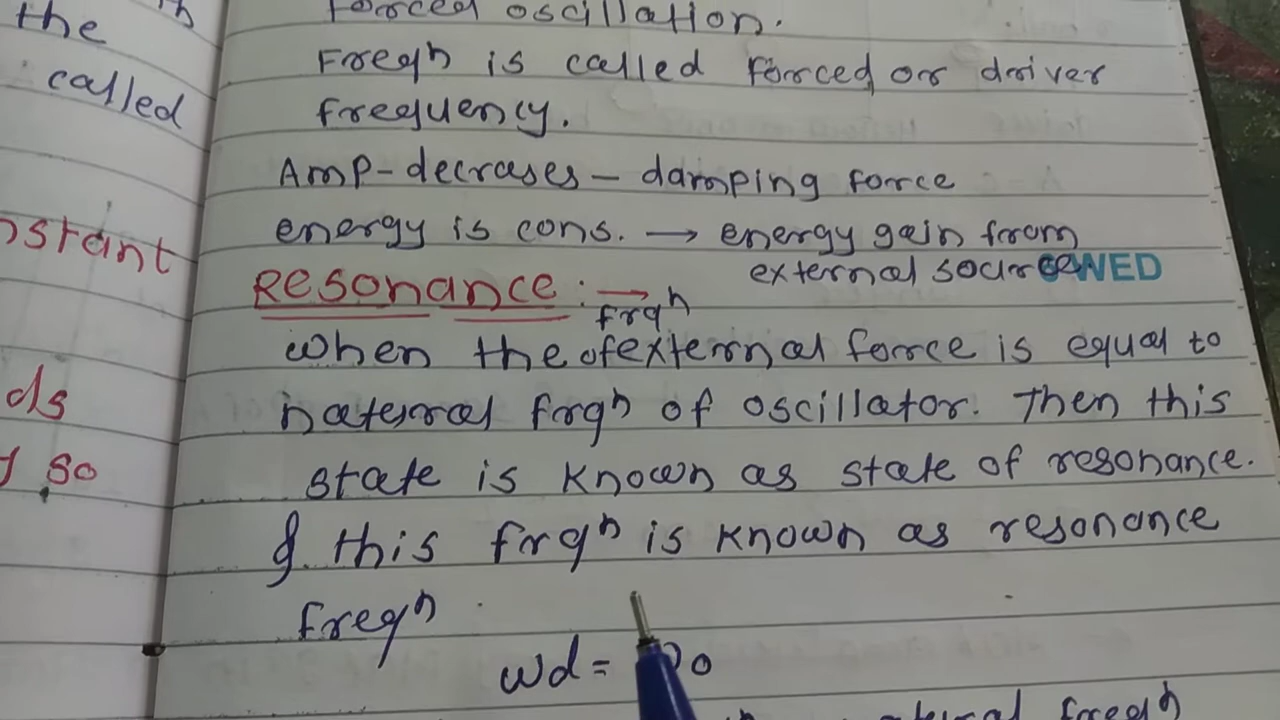 the
called
nstant
ds
so
forced oscillation.
Freqn is called forced or driver
frequency.
Amp-decrases - damping force
energy is cons. → energy gain from
external source
WED
Resonance : →
frqn
when the of external force is equal to
nateural frqn of oscillator. Then this
state is known as state of resonance.
& this frqn is known as resonance
freqn
wd = 0
freqn